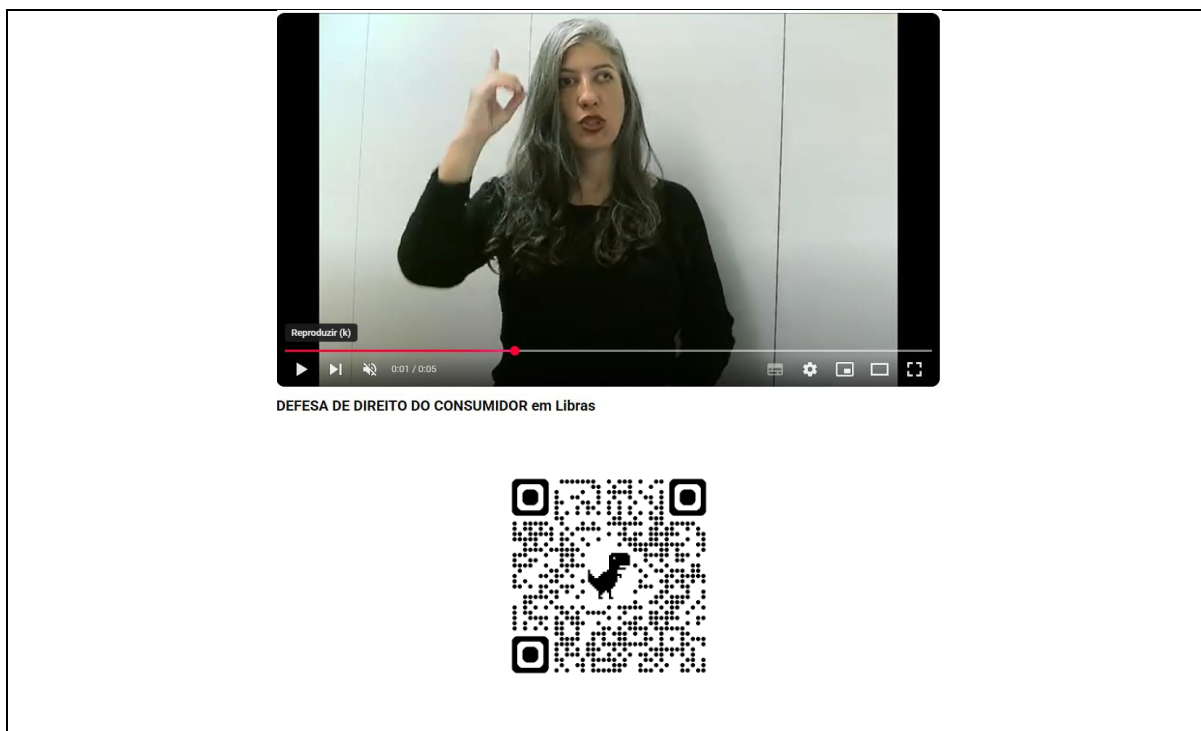 Reproduzir (k)
0:01 / 0:05
DEFESA DE DIREITO DO CONSUMIDOR em Libras